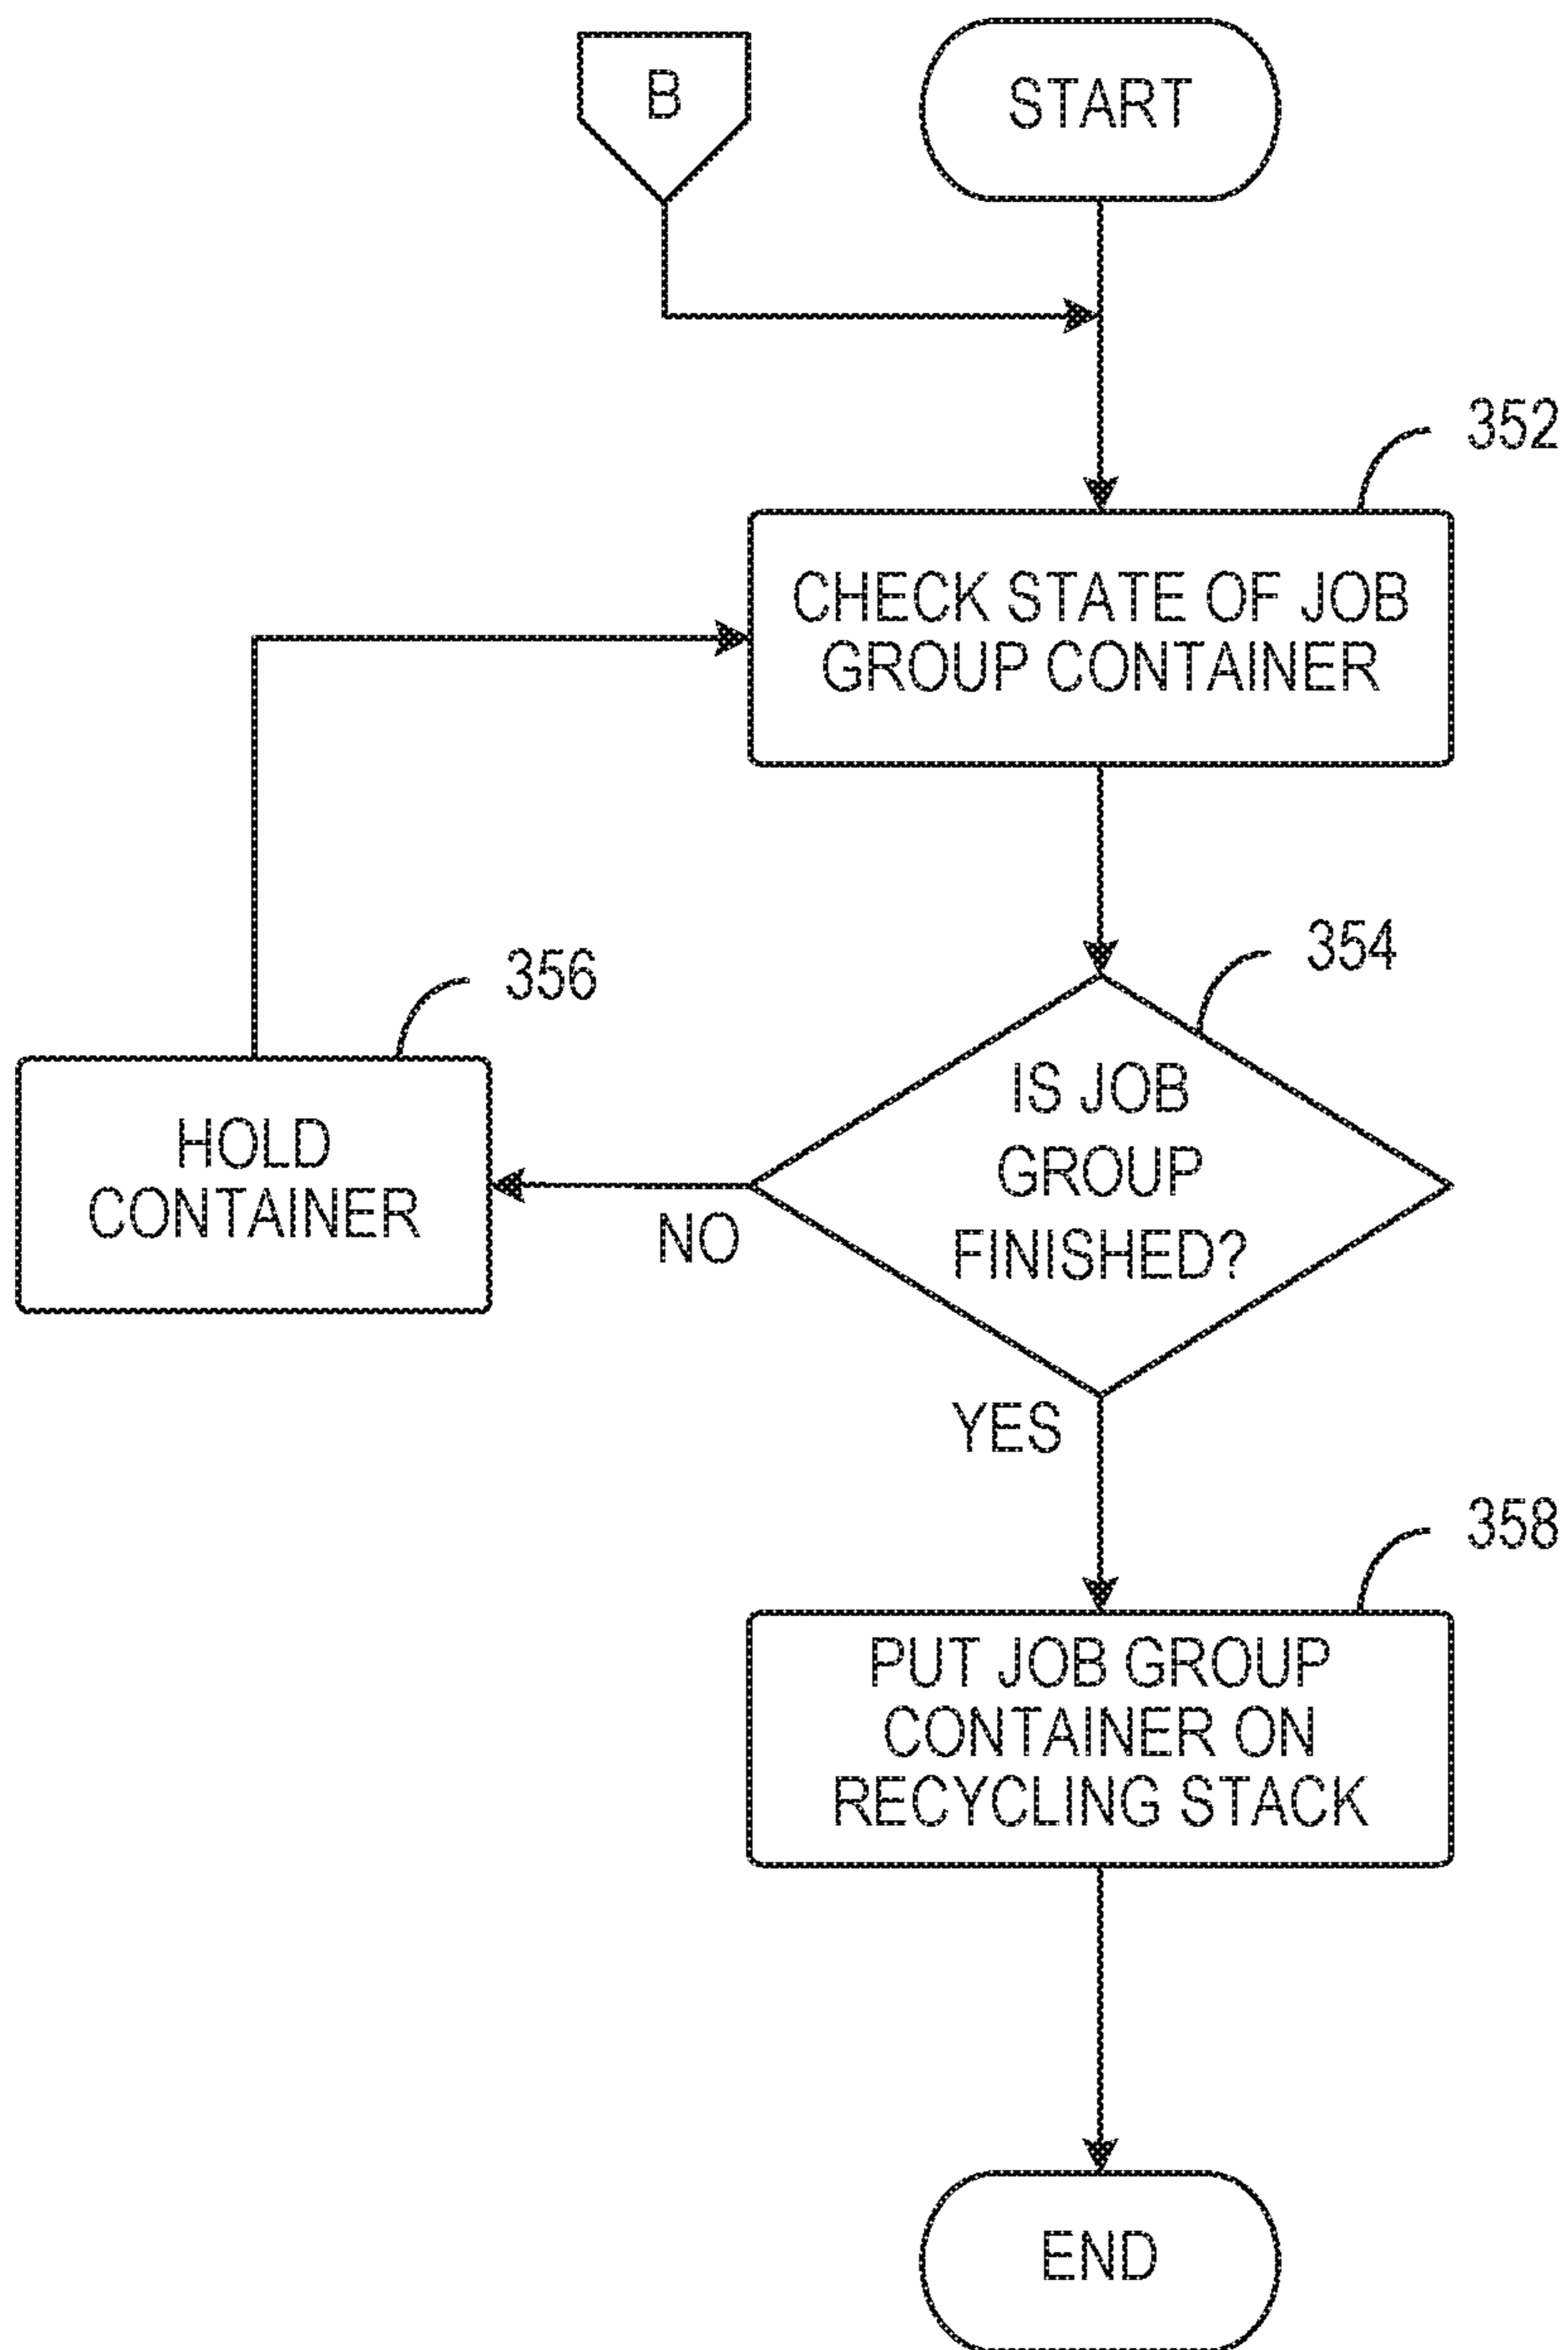 B
START
352
CHECK STATE OF JOB
GROUP CONTAINER
354
IS JOB
GROUP
FINISHED?
356
HOLD
CONTAINER
NO
YES
358
PUT JOB GROUP
CONTAINER ON
RECYCLING STACK
END